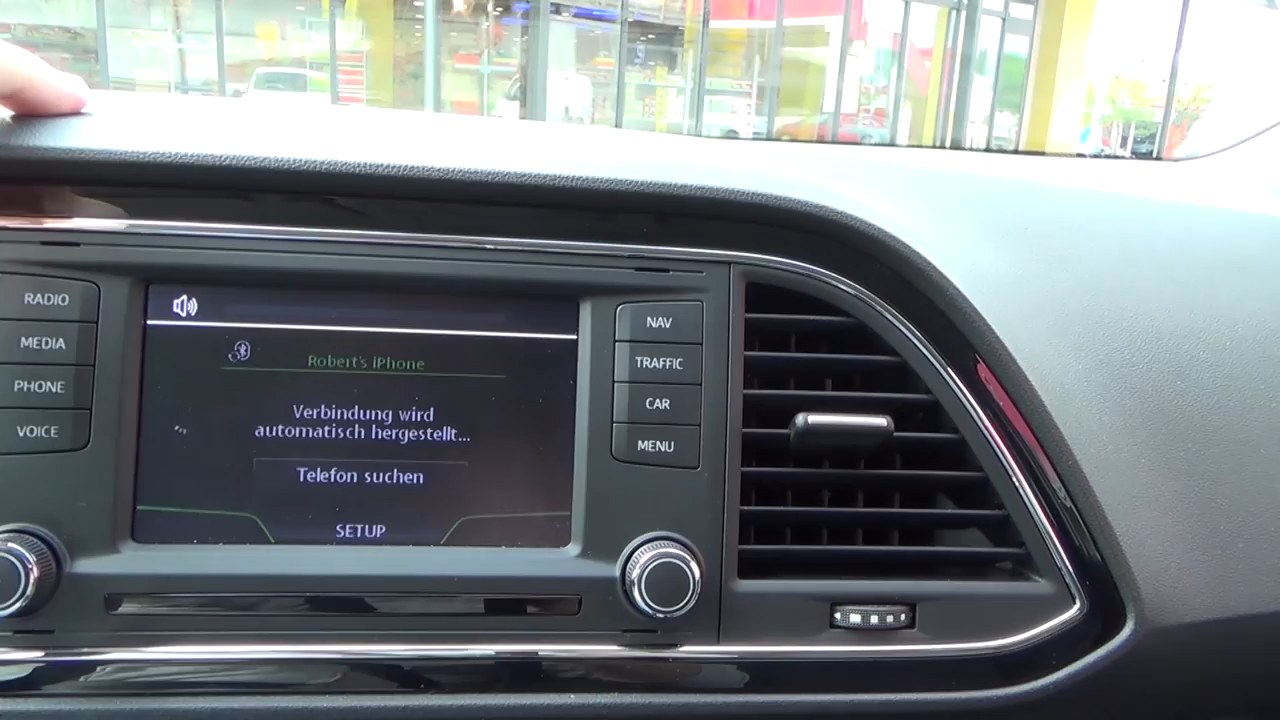 RADIO
MEDIA
PHONE
VOICE
Robert's iPhone
Verbindung wird
automatisch hergestellt...
Telefon suchen
SETUP
NAV
TRAFFIC
CAR
MENU